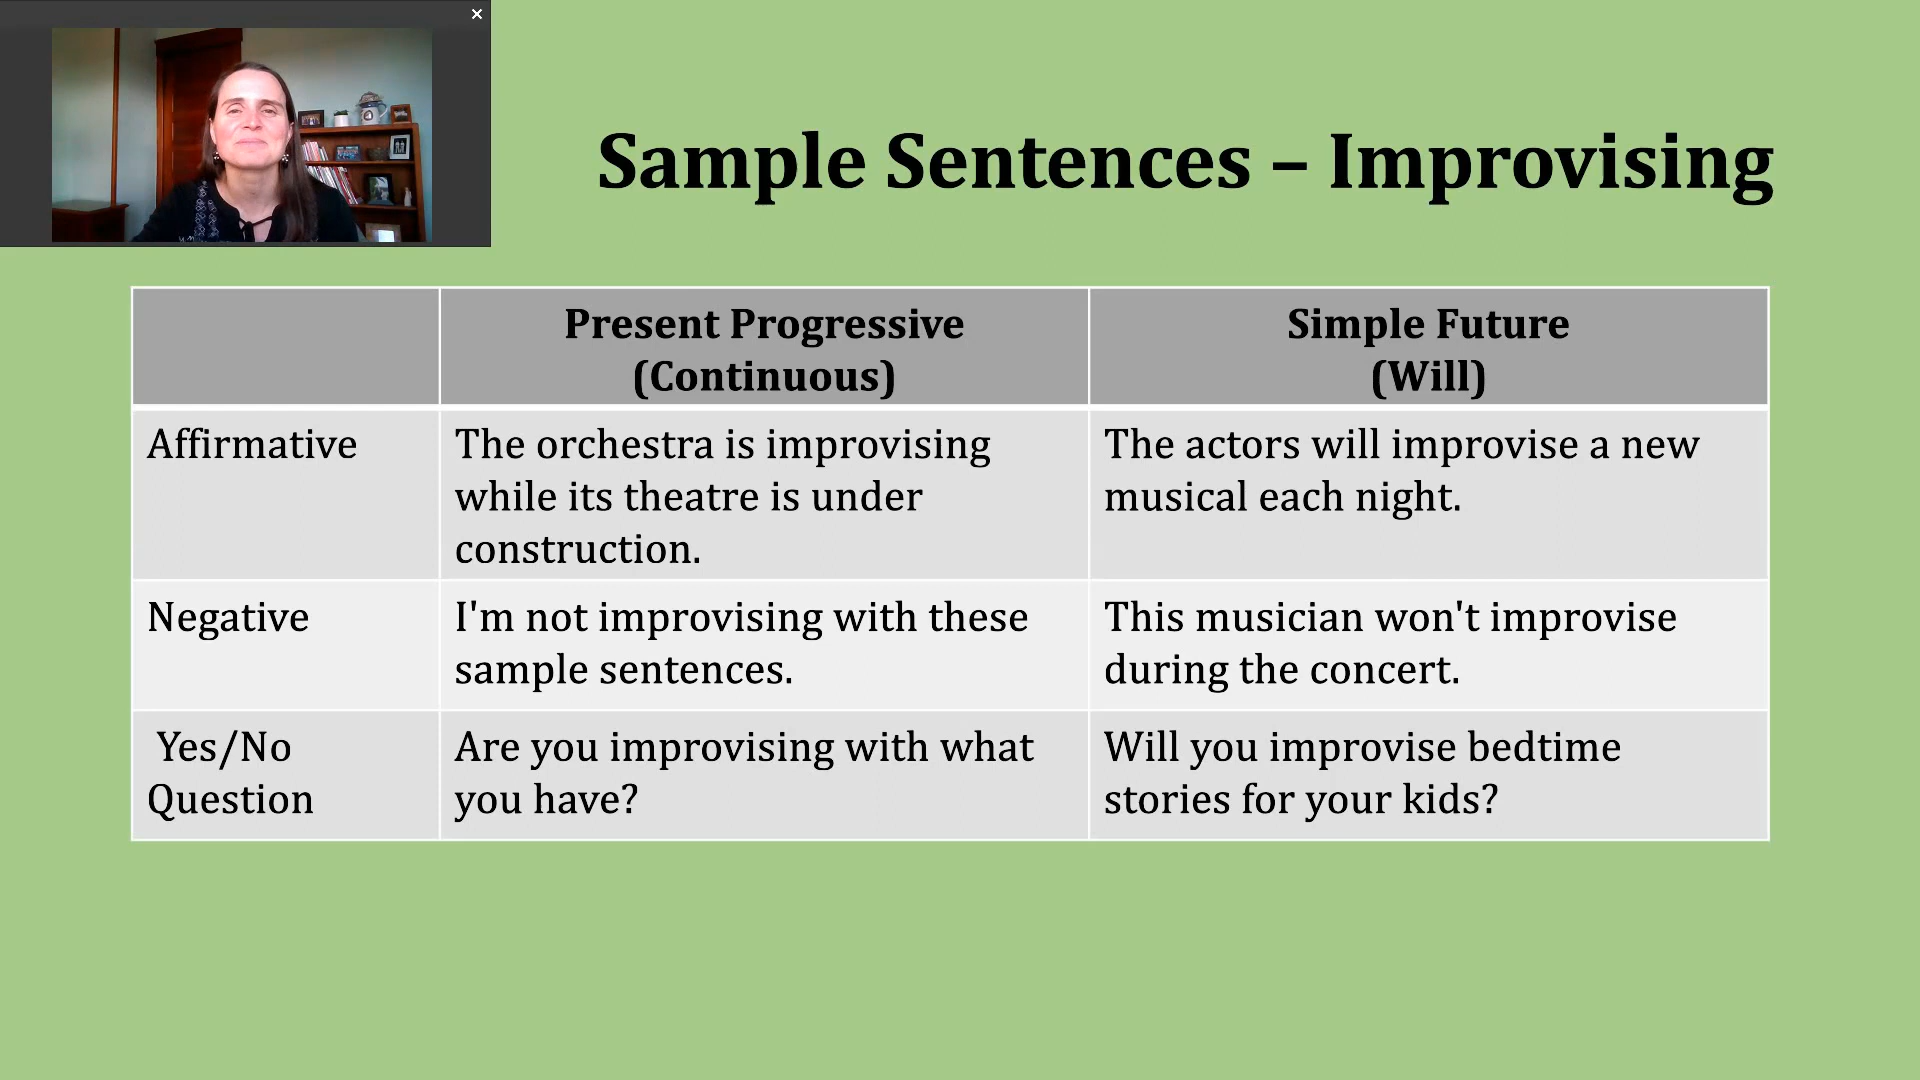 Sample Sentences – Improvising
Present Progressive
(Continuous)
Simple Future
(Will)
Affirmative
The orchestra is improvising
while its theatre is under
construction.
The actors will improvise a new
musical each night.
Negative
I'm not improvising with these
sample sentences.
This musician won't improvise
during the concert.
Yes/No
Question
Are you improvising with what
you have?
Will you improvise bedtime
stories for your kids?